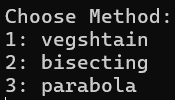 Choose Method:
1: vegshtain
2: bisecting
3: parabola